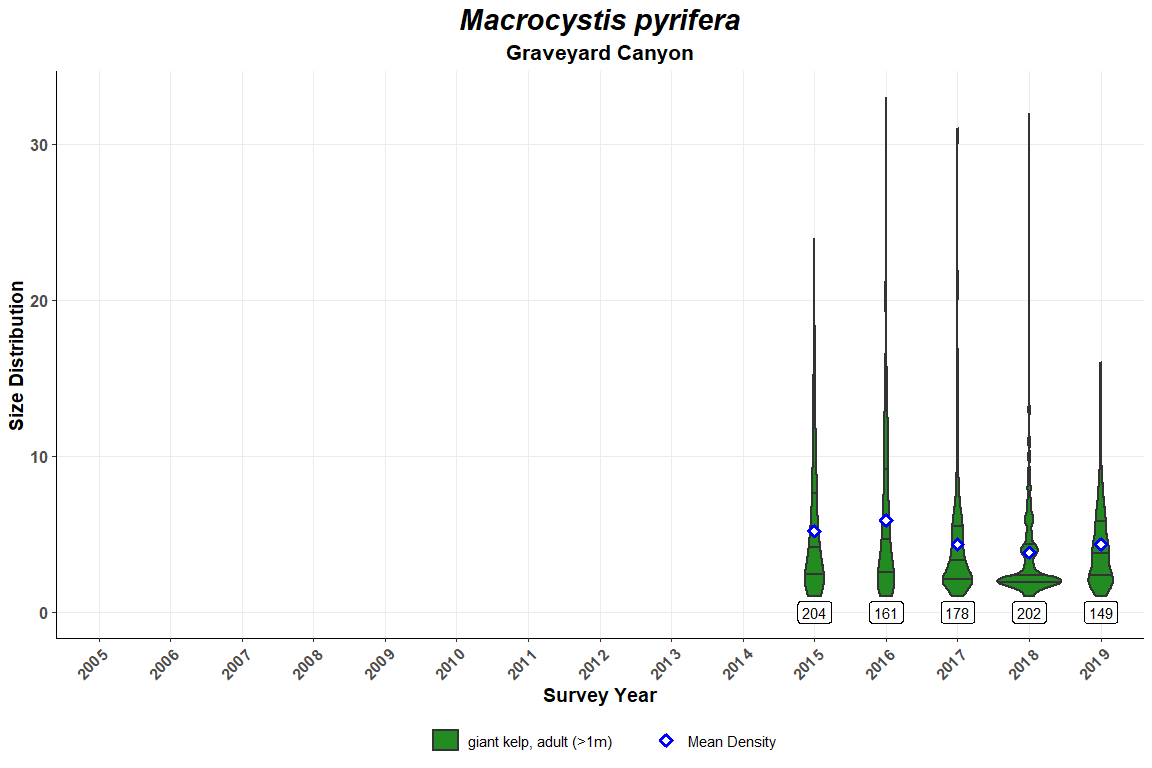 Macrocystis pyrifera
Graveyard Canyon
Size Distribution
30
20
10
0
204 161 178 202 149
2005 2006 2007 2008 2009 2010 2011 2012 2013 2014 2015 2016 2017 2018 2019
Survey Year
giant kelp, adult (>1m) Mean Density